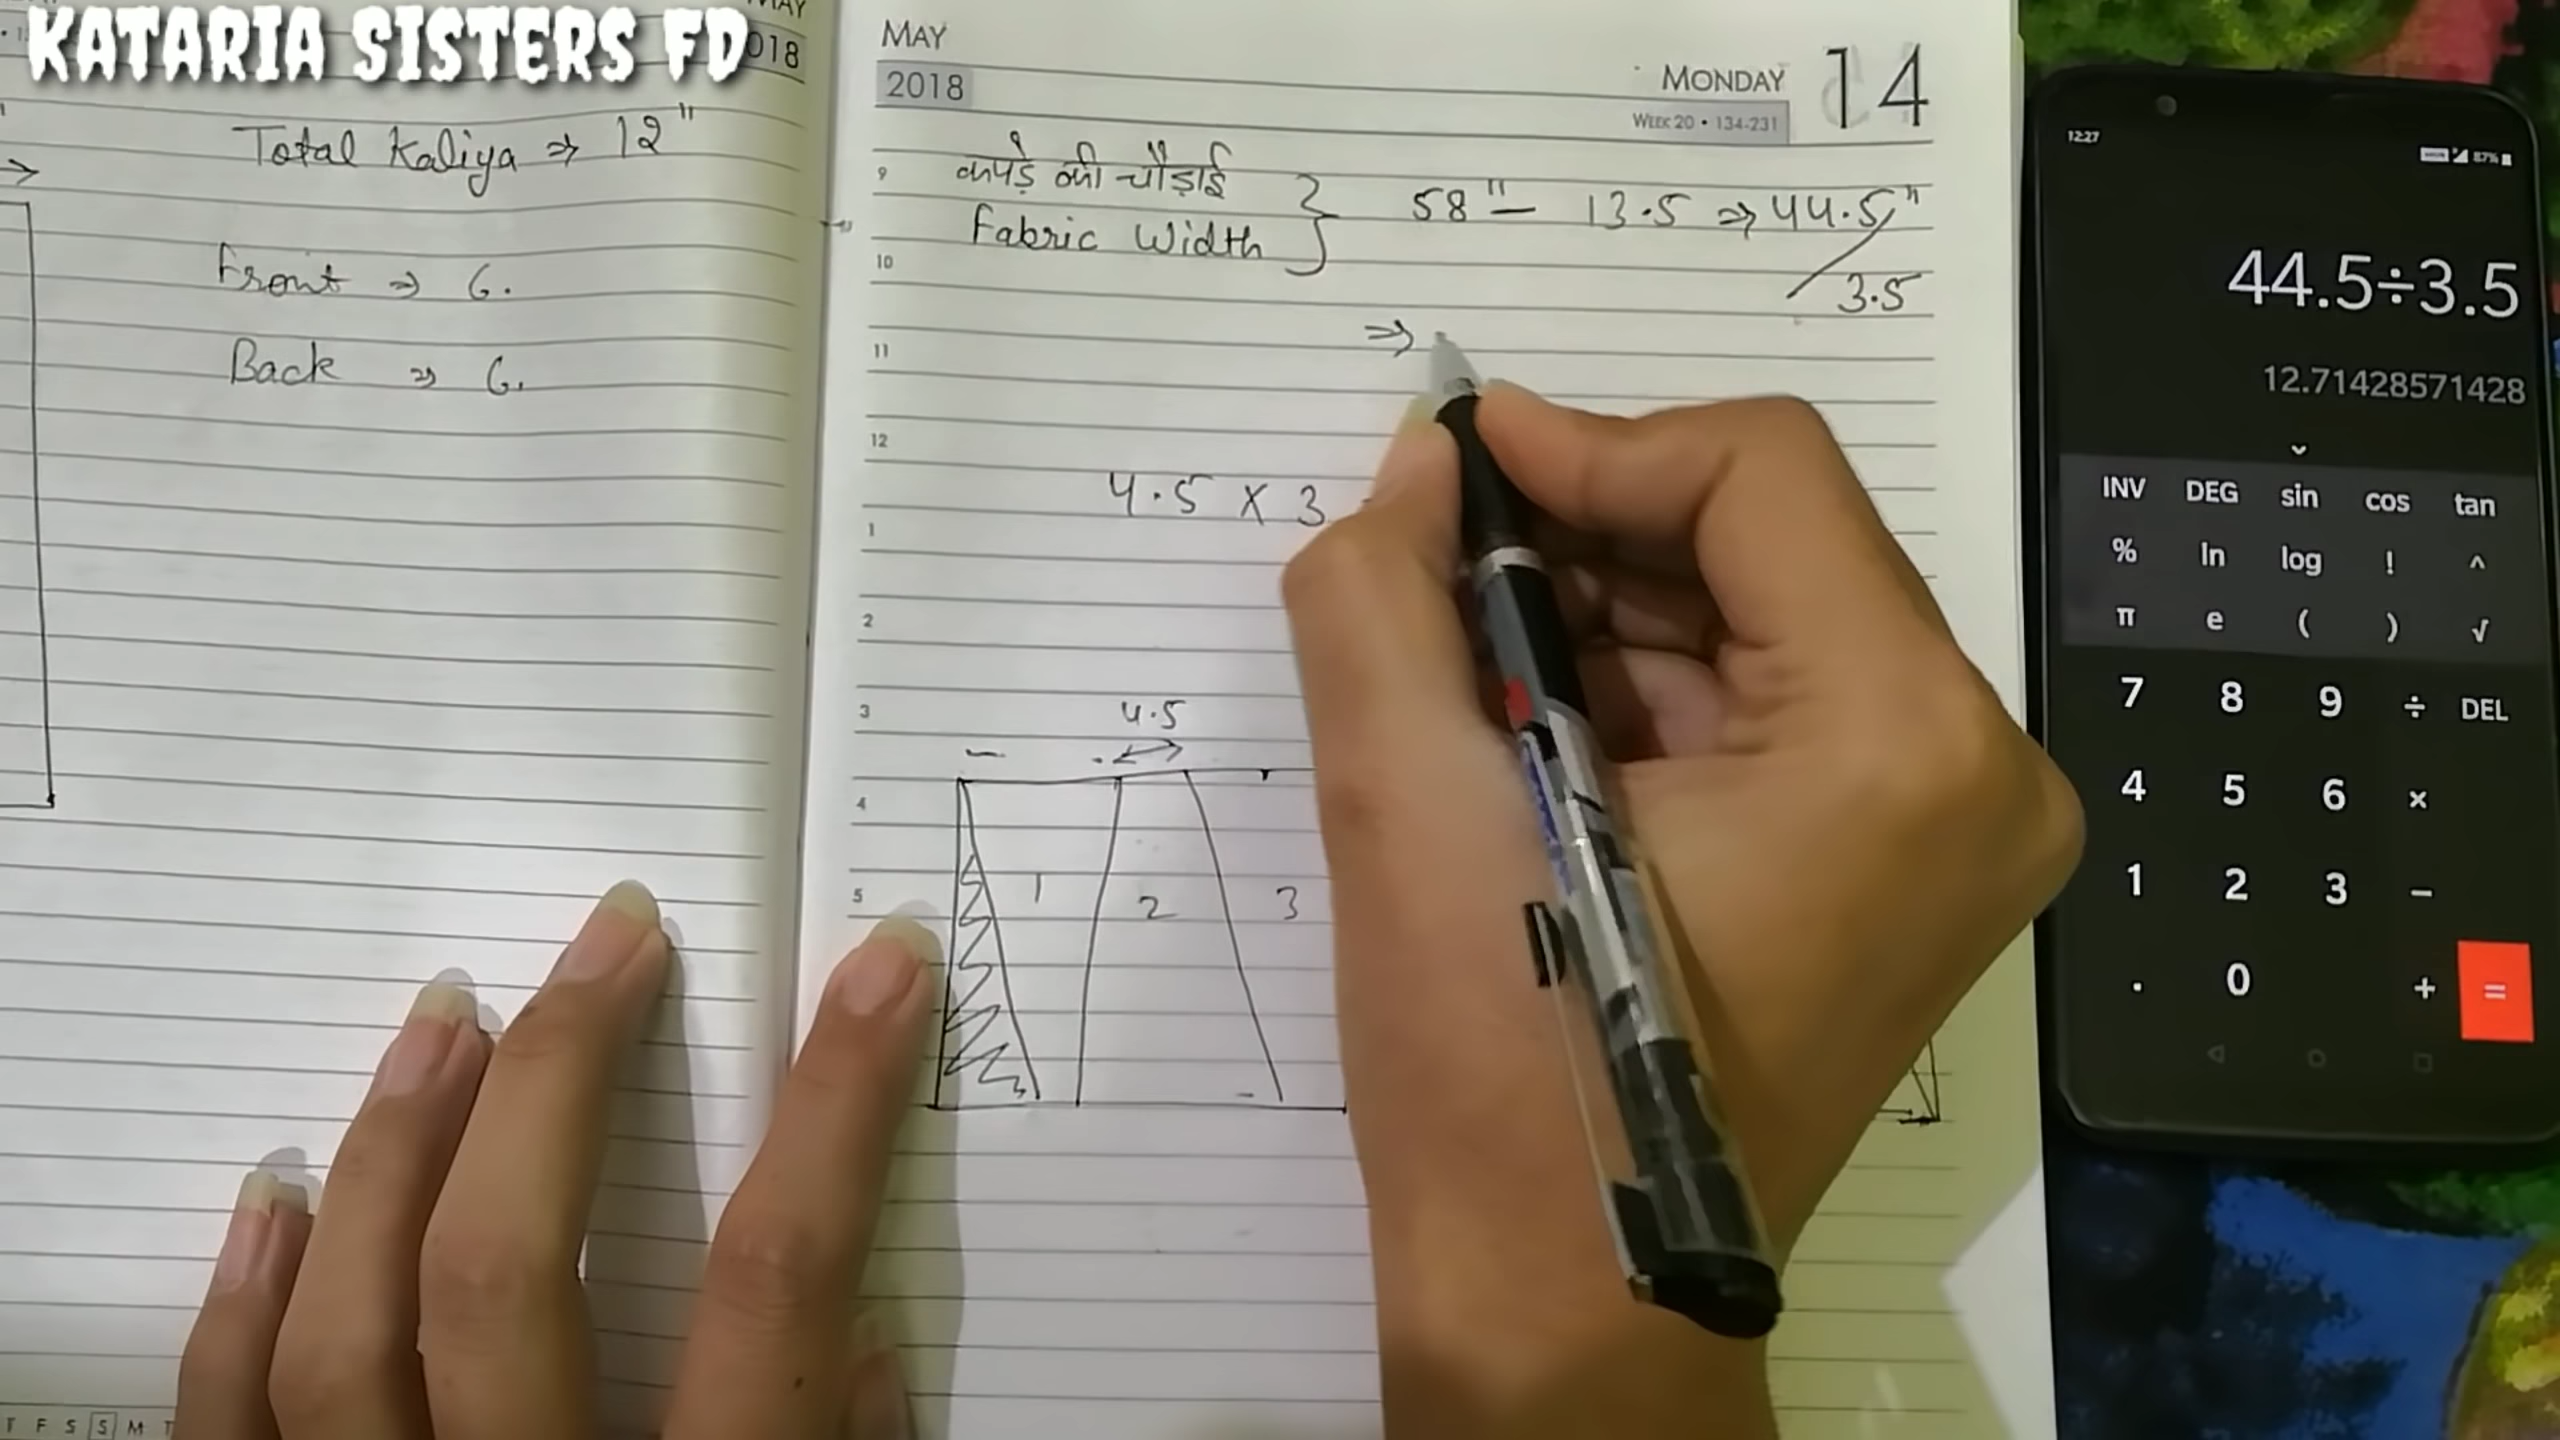 KATARIA SISTERS FD
MAY
018
Total Kaliya ⇒ 12"
Front ⇒ 6.
Back ⇒ 6.
T F S S M T
MAY
2018
MONDAY
WEEK 20 • 134-231
14
9
कपड़े की चौड़ाई
Fabric Width
58" - 13.5 ⇒ 44.5"
/ 3.5
10
⇒
11
12
4.5 X 3
1
2
3
4.5
4
5
1 2 3
12:27
87%
44.5÷3.5
12.71428571428
INV DEG sin cos tan
% ln log ! ^
π e ( ) √
7 8 9 ÷ DEL
4 5 6 ×
1 2 3 −
. 0 + =